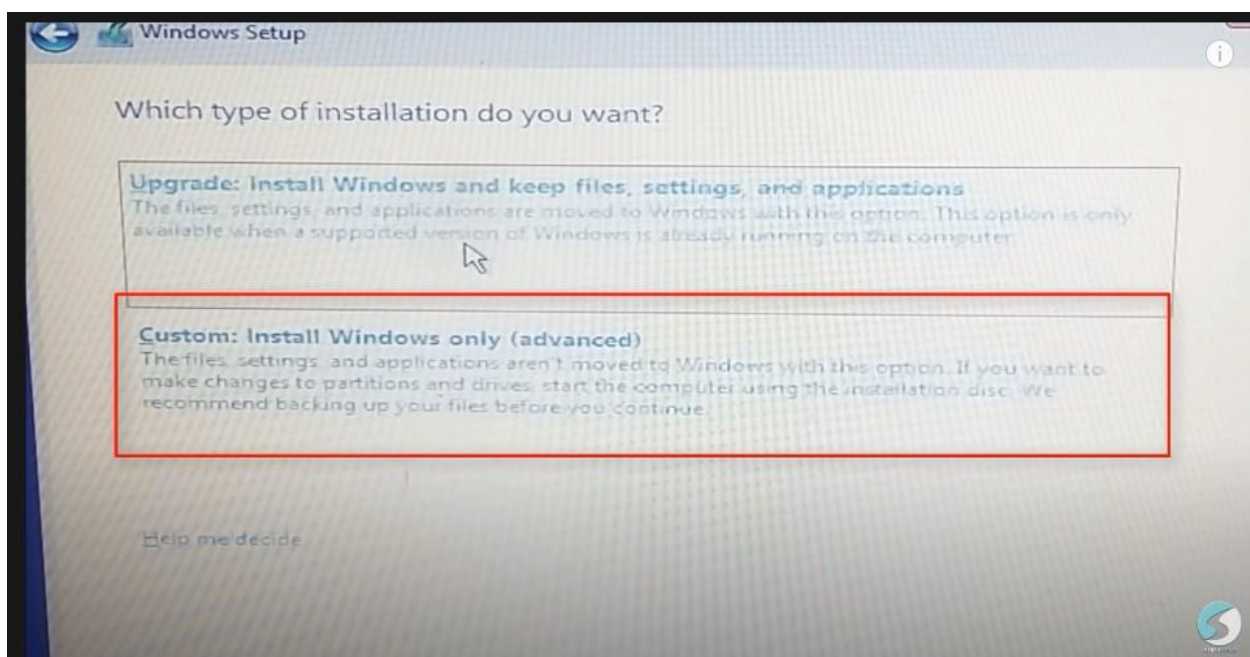 Windows Setup
Which type of installation do you want?
Upgrade: Install Windows and keep files, settings, and applications
The files, settings, and applications are moved to Windows with this option. This option is only
available when a supported version of Windows is already running on the computer.
Custom: Install Windows only (advanced)
The files, settings, and applications aren't moved to Windows with this option. If you want to
make changes to partitions and drives, start the computer using the installation disc. We
recommend backing up your files before you continue.
Help me decide